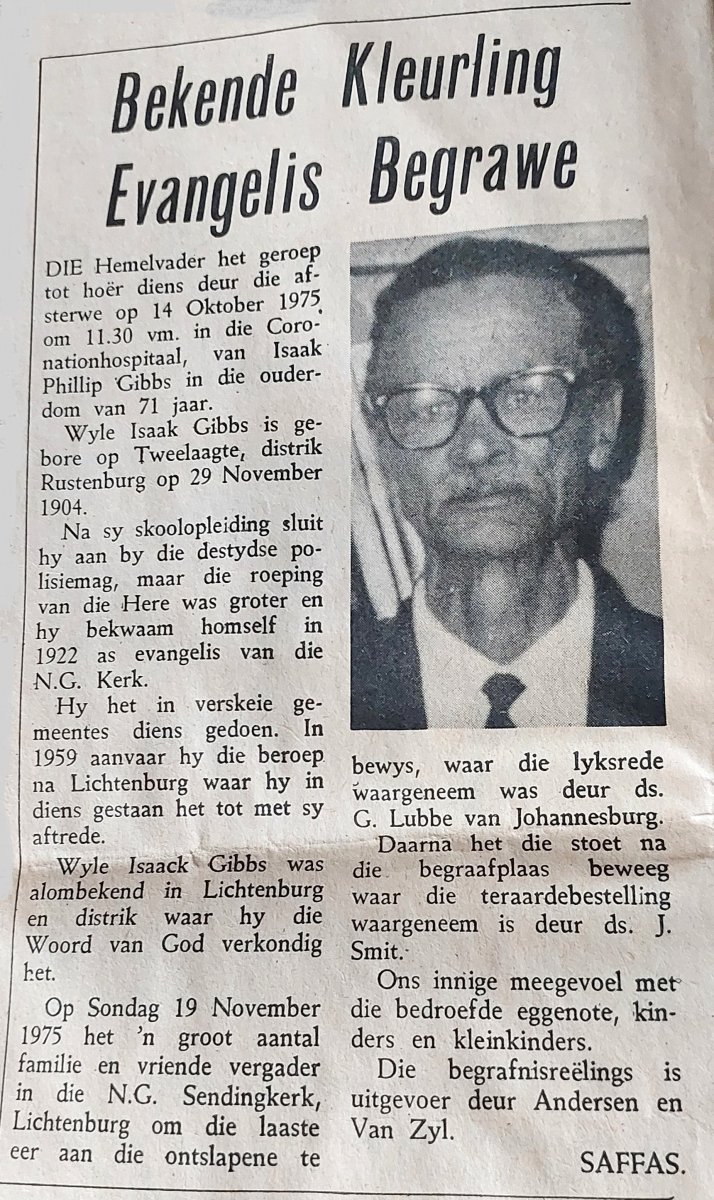 Bekende Kleurling
Evangelis Begrawe
DIE Hemelvader het geroep
tot hoër diens deur die af-
sterwe op 14 Oktober 1975
om 11.30 vm. in die Coro-
nationhospitaal, van Isaak
Phillip Gibbs in die ouder-
dom van 71 jaar.
Wyle Isaak Gibbs is ge-
bore op Tweelaagte, distrik
Rustenburg op 29 November
1904.
Na sy skoolopleiding sluit
hy aan by die destydse po-
lisiemag, maar die roeping
van die Here was groter en
hy bekwaam homself in
1922 as evangelis van die
N.G. Kerk.
Hy het in verskeie ge-
meentes diens gedoen. In
1959 aanvaar hy die beroep
na Lichtenburg waar hy in
diens gestaan het tot met sy
aftrede.
Wyle Isaack Gibbs was
alombekend in Lichtenburg
en distrik waar hy die
Woord van God verkondig
het.
Op Sondag 19 November
1975 het 'n groot aantal
familie en vriende vergader
in die N.G. Sendingkerk,
Lichtenburg om die laaste
eer aan die ontslapene te
bewys, waar die lyksrede
waargeneem was deur ds.
G. Lubbe van Johannesburg.
Daarna het die stoet na
die begraafplaas beweeg
waar die teraardebestelling
waargeneem is deur ds. J.
Smit.
Ons innige meegevoel met
die bedroefde eggenote, kin-
ders en kleinkinders.
Die begrafnisreëlings is
uitgevoer deur Andersen en
Van Zyl.
SAFFAS.